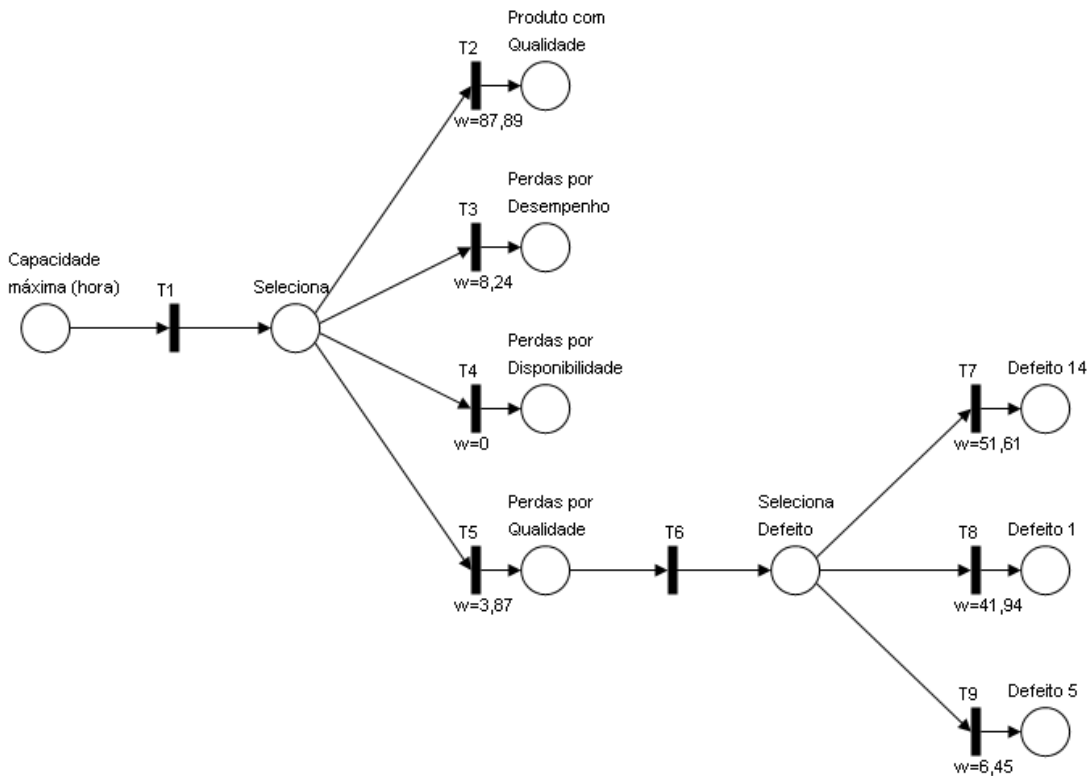 Produto com
Qualidade
T2
w=87,89
Perdas por
Desempenho
T3
w=8,24
Capacidade
máxima (hora)
T1
Seleciona
Perdas por
Disponibilidade
T4
w=0
T7
Defeito 14
w=51,61
Perdas por
Qualidade
T5
w=3,87
T6
Seleciona
Defeito
T8
Defeito 1
w=41,94
T9
Defeito 5
w=6,45